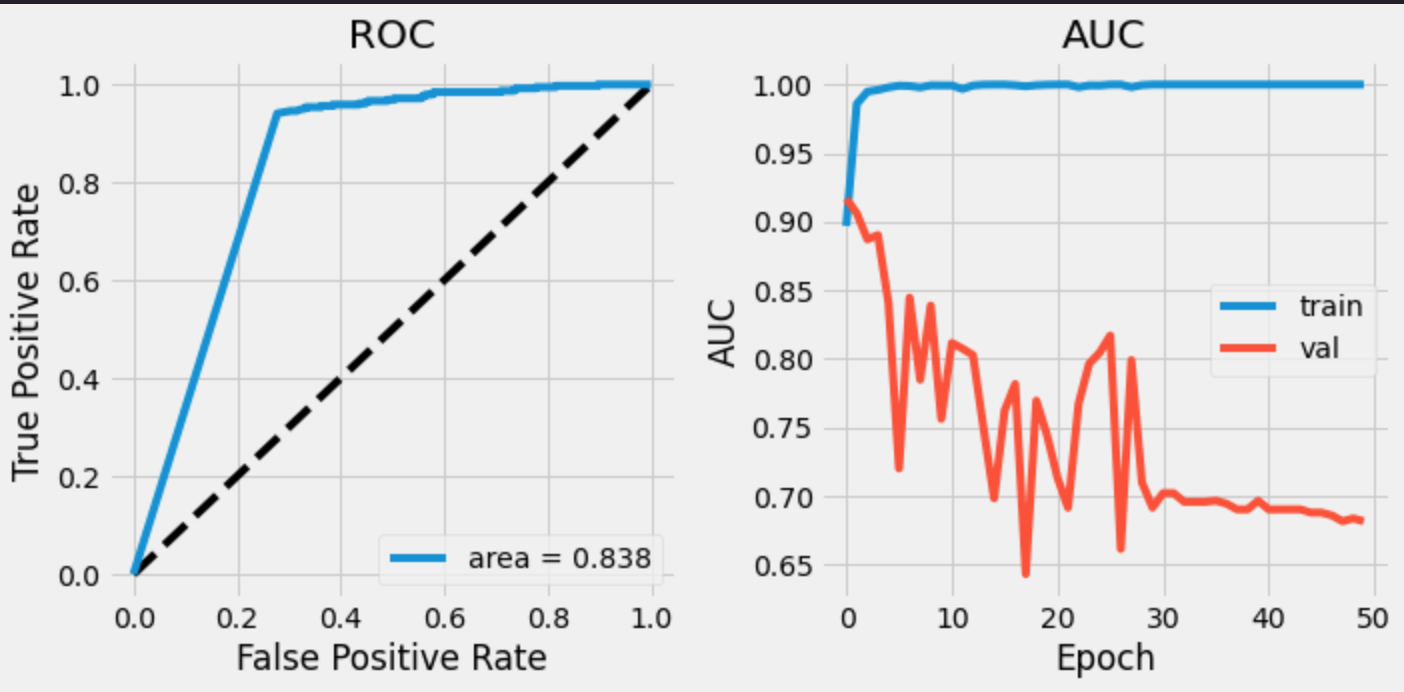 ROC
1.0
0.8
0.6
0.4
0.2
0.0
True Positive Rate
area = 0.838
0.0 0.2 0.4 0.6 0.8 1.0
False Positive Rate
AUC
1.00
0.95
0.90
0.85
0.80
0.75
0.70
0.65
AUC
train
val
0 10 20 30 40 50
Epoch